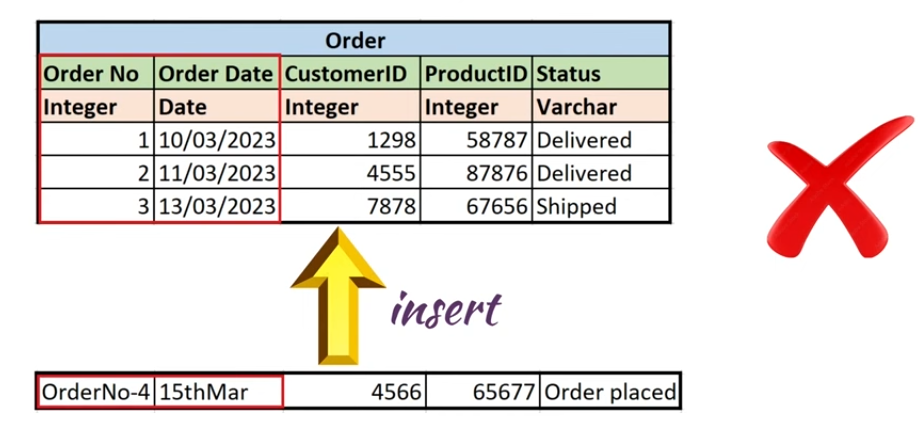 Order
Order No Order Date CustomerID ProductID Status
Integer Date Integer Integer Varchar
1 10/03/2023 1298 58787 Delivered
2 11/03/2023 4555 87876 Delivered
3 13/03/2023 7878 67656 Shipped
insert
OrderNo-4 15thMar 4566 65677 Order placed